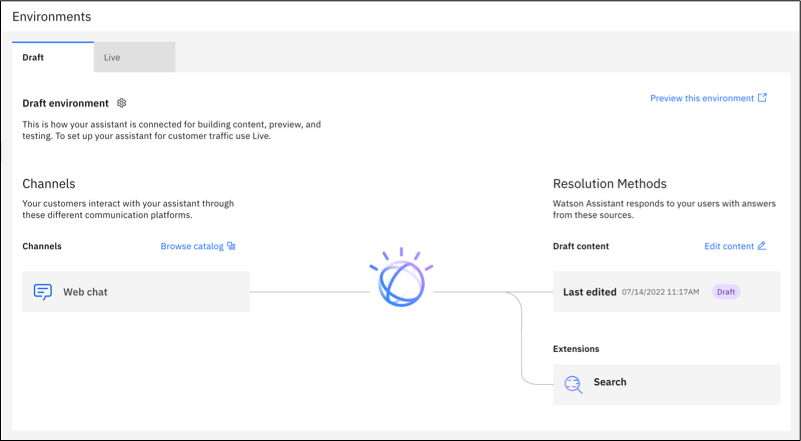 Environments
Draft
Live
Draft environment
Preview this environment
This is how your assistant is connected for building content, preview, and
testing. To set up your assistant for customer traffic use Live.
Channels
Your customers interact with your assistant through
these different communication platforms.
Channels
Browse catalog
Web chat
Resolution Methods
Watson Assistant responds to your users with answers
from these sources.
Draft content
Edit content
Last edited 07/14/2022 11:17AM Draft
Extensions
Search